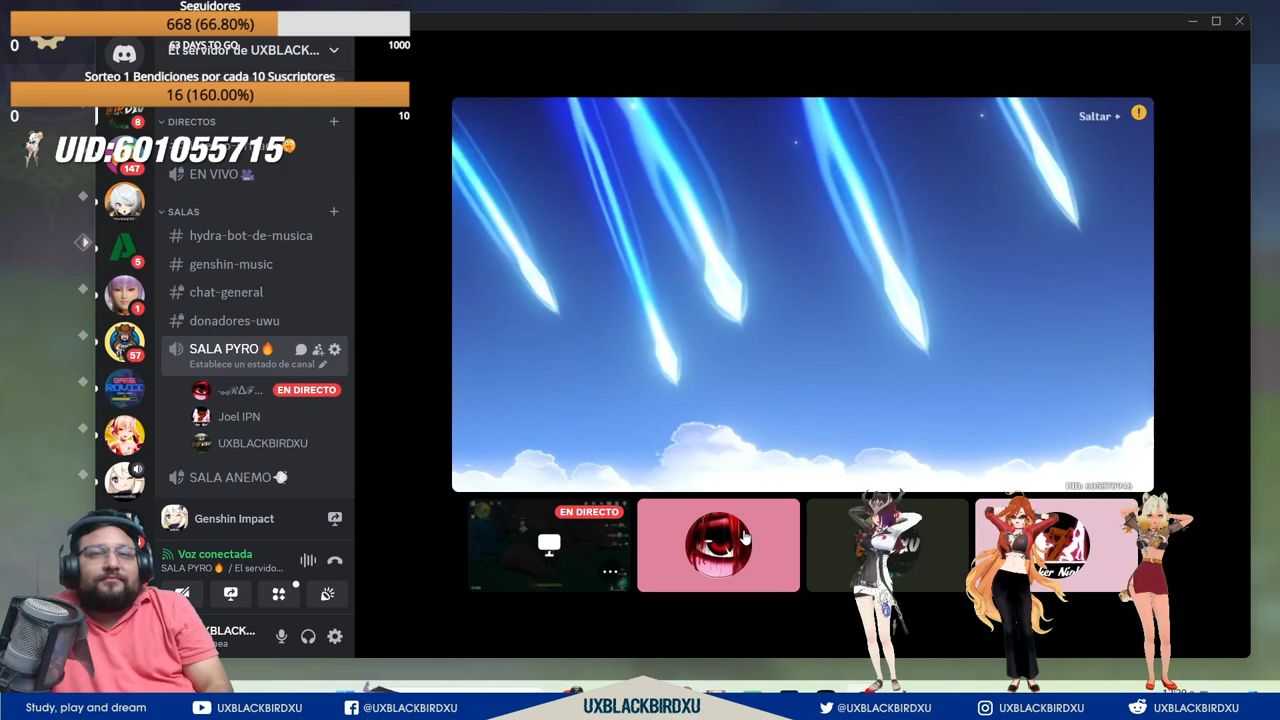 Seguidores
668 (66.80%)
0
63 DAYS TO GO
1000
El servidor de UXBLACK...
Sorteo 1 Bendiciones por cada 10 Suscriptores
16 (160.00%)
0
10
8
DIRECTOS
UID:601055715
147
EN VIVO
SALAS
hydra-bot-de-musica
5
genshin-music
chat-general
1
donadores-uwu
57
SALA PYRO
Establece un estado de canal
EN DIRECTO
Joel IPN
UXBLACKBIRDXU
SALA ANEMO
Genshin Impact
Voz conectada
SALA PYRO / El servido...
UXBLACK...
Saltar
EN DIRECTO
Study, play and dream
UXBLACKBIRDXU
@UXBLACKBIRDXU
UXBLACKBIRDXU
@UXBLACKBIRDXU
UXBLACKBIRDXU
UXBLACKBIRDXU